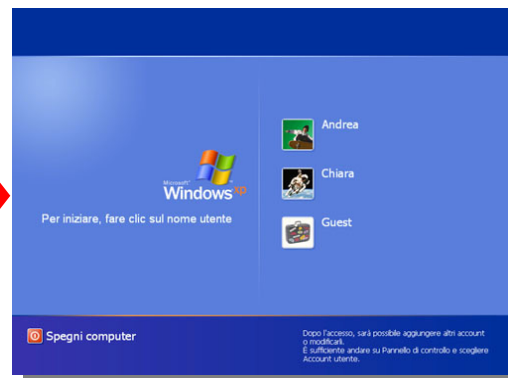 Microsoft
Windows xp
Per iniziare, fare clic sul nome utente
Andrea
Chiara
Guest
Spegni computer
Dopo l'accesso, sará possibile aggiungere altri account
o modificarli.
É sufficiente andare su Pannello di controllo e scegliere
Account utente.